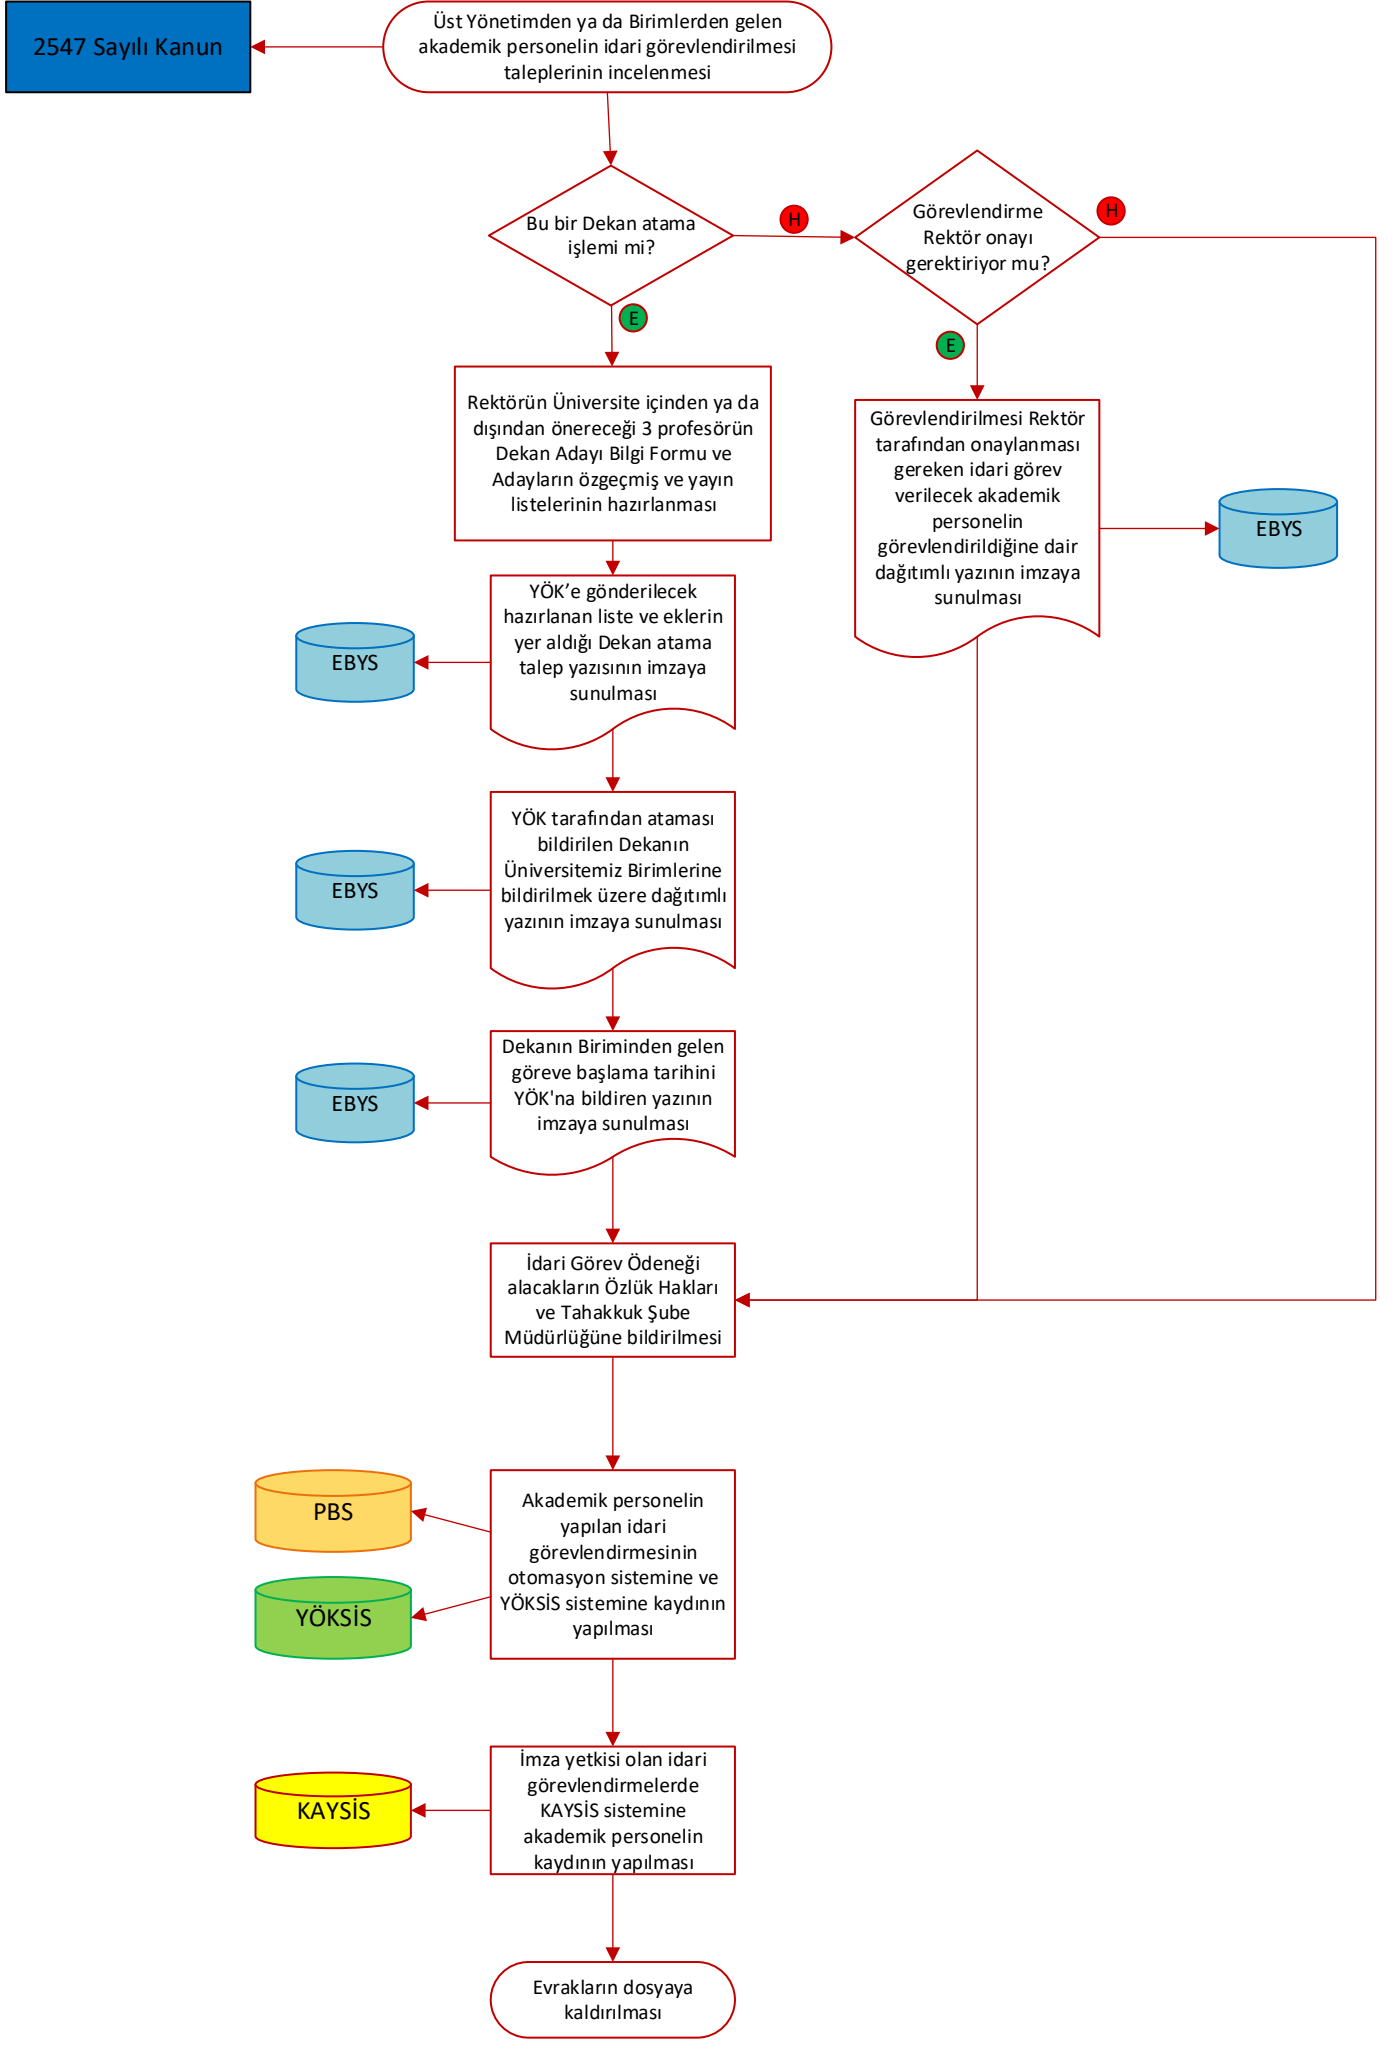 2547 Sayılı Kanun
Üst Yönetimden ya da Birimlerden gelen
akademik personelin idari görevlendirilmesi
taleplerinin incelenmesi
Bu bir Dekan atama
işlemi mi?
H
Görevlendirme
Rektör onayı
gerektiriyor mu?
H
E
E
Rektörün Üniversite içinden ya da
dışından önereceği 3 profesörün
Dekan Adayı Bilgi Formu ve
Adayların özgeçmiş ve yayın
listelerinin hazırlanması
Görevlendirilmesi Rektör
tarafından onaylanması
gereken idari görev
verilecek akademik
personelin
görevlendirildiğine dair
dağıtımlı yazının imzaya
sunulması
EBYS
YÖK’e gönderilecek
hazırlanan liste ve eklerin
yer aldığı Dekan atama
talep yazısının imzaya
sunulması
EBYS
YÖK tarafından ataması
bildirilen Dekanın
Üniversitemiz Birimlerine
bildirilmek üzere dağıtımlı
yazının imzaya sunulması
EBYS
Dekanın Biriminden gelen
göreve başlama tarihini
YÖK'na bildiren yazının
imzaya sunulması
EBYS
İdari Görev Ödeneği
alacakların Özlük Hakları
ve Tahakkuk Şube
Müdürlüğüne bildirilmesi
Akademik personelin
yapılan idari
görevlendirmesinin
otomasyon sistemine ve
YÖKSİS sistemine kaydının
yapılması
PBS
YÖKSİS
İmza yetkisi olan idari
görevlendirmelerde
KAYSİS sistemine
akademik personelin
kaydının yapılması
KAYSİS
Evrakların dosyaya
kaldırılması